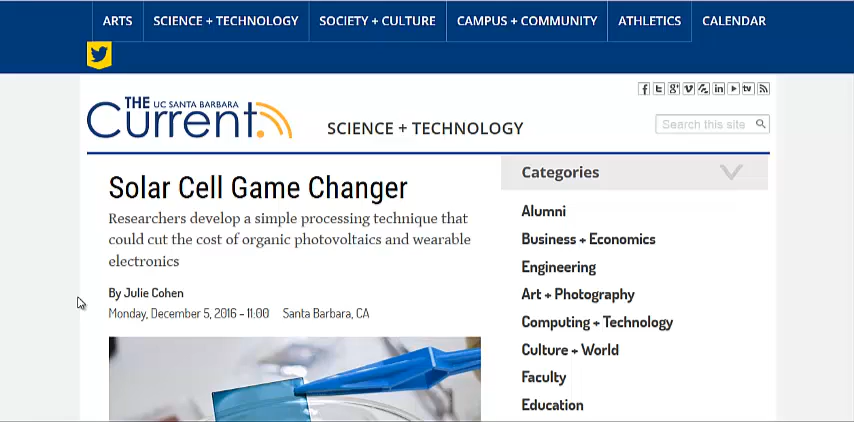 ARTS SCIENCE + TECHNOLOGY SOCIETY + CULTURE CAMPUS + COMMUNITY ATHLETICS CALENDAR
THE UC SANTA BARBARA
Current.
SCIENCE + TECHNOLOGY
Search this site
Solar Cell Game Changer
Researchers develop a simple processing technique that
could cut the cost of organic photovoltaics and wearable
electronics
By Julie Cohen
Monday, December 5, 2016 – 11:00 Santa Barbara, CA
Categories
Alumni
Business + Economics
Engineering
Art + Photography
Computing + Technology
Culture + World
Faculty
Education